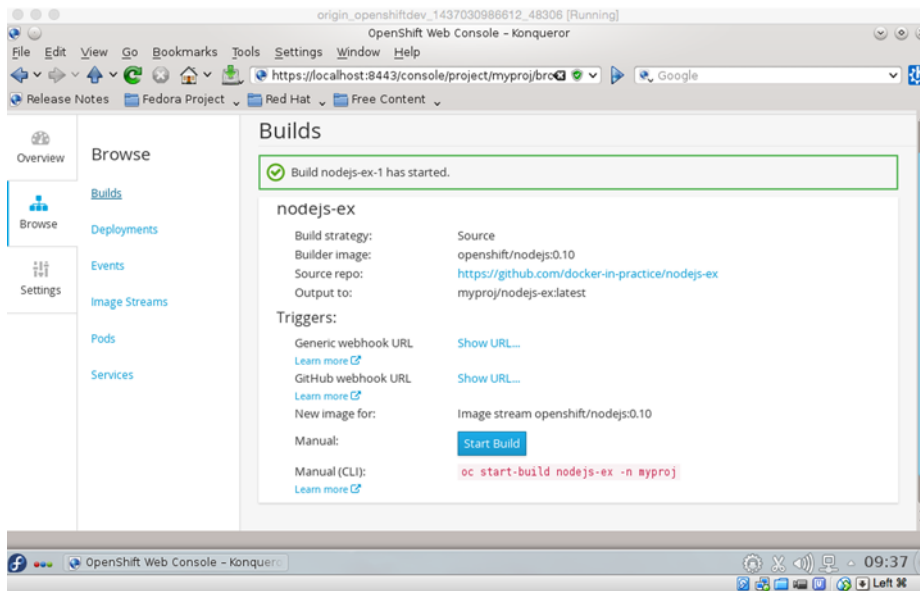 origin_openshiftdev_1437030986612_48306 [Running]
OpenShift Web Console – Konqueror
File Edit View Go Bookmarks Tools Settings Window Help
https://localhost:8443/console/project/myproj/bro
Google
Release Notes Fedora Project Red Hat Free Content
Overview
Browse
Settings
Browse
Builds
Deployments
Events
Image Streams
Pods
Services
Builds
Build nodejs-ex-1 has started.
nodejs-ex
Build strategy: Source
Builder image: openshift/nodejs:0.10
Source repo: https://github.com/docker-in-practice/nodejs-ex
Output to: myproj/nodejs-ex:latest
Triggers:
Generic webhook URL Show URL...
Learn more
GitHub webhook URL Show URL...
Learn more
New image for: Image stream openshift/nodejs:0.10
Manual: Start Build
Manual (CLI): oc start-build nodejs-ex -n myproj
Learn more
OpenShift Web Console – Konquero
09:37
Left ⌘